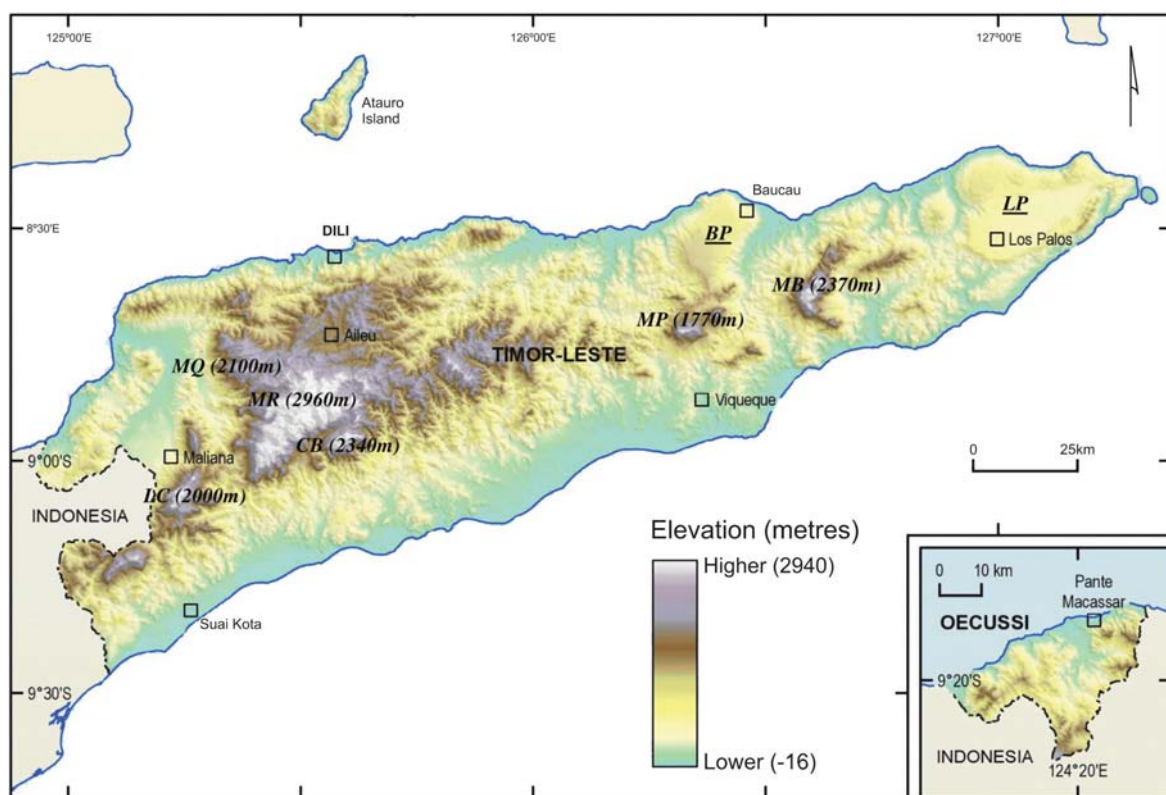 125°00'E
126°00'E
127°00'E
Atauro
Island
Baucau
LP
8°30'E
DILI
BP
Los Palos
MB (2370m)
MP (1770m)
Aileu
TIMOR-LESTE
MQ (2100m)
MR (2960m)
Viqueque
CB (2340m)
9°00'S
Maliana
0 25km
LC (2000m)
INDONESIA
Elevation (metres)
Higher (2940)
Lower (-16)
Suai Kota
9°30'S
0 10 km
Pante
Macassar
OECUSSI
9°20'S
INDONESIA
124°20'E